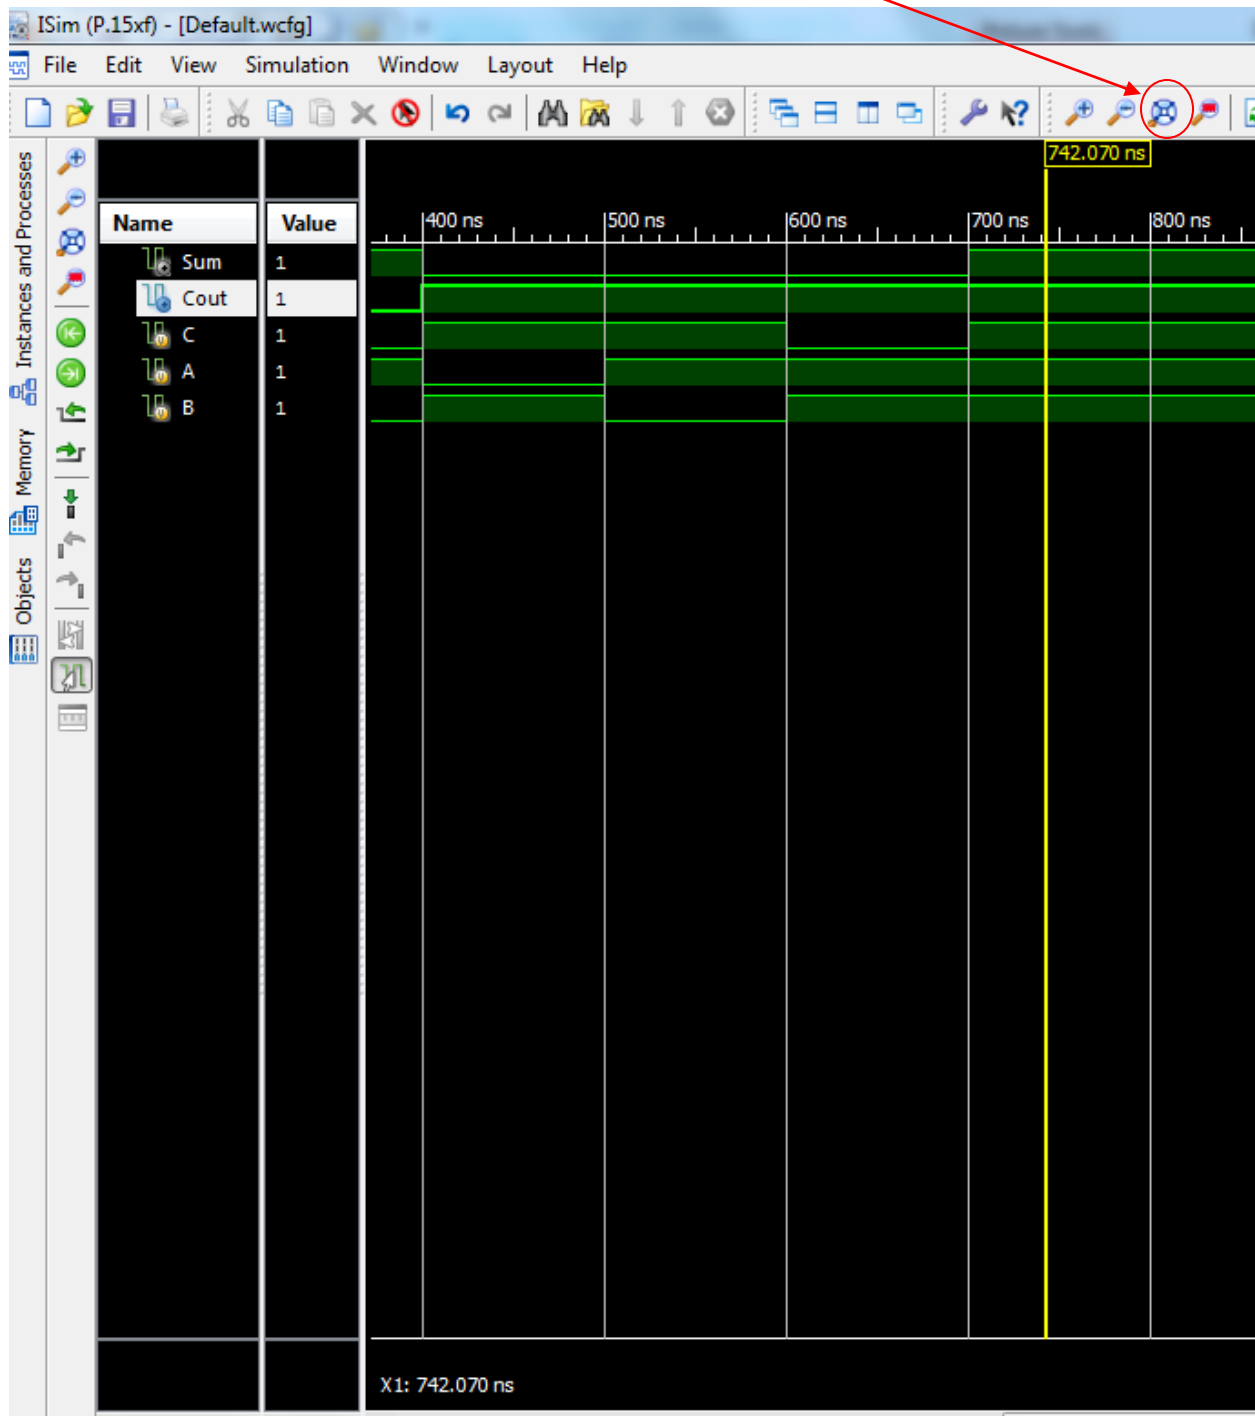 ISim (P.15xf) - [Default.wcfg]
File Edit View Simulation Window Layout Help
Instances and Processes
Memory
Objects
742.070 ns
Name Value
400 ns 500 ns 600 ns 700 ns 800 ns
Sum 1
Cout 1
C 1
A 1
B 1
X1: 742.070 ns